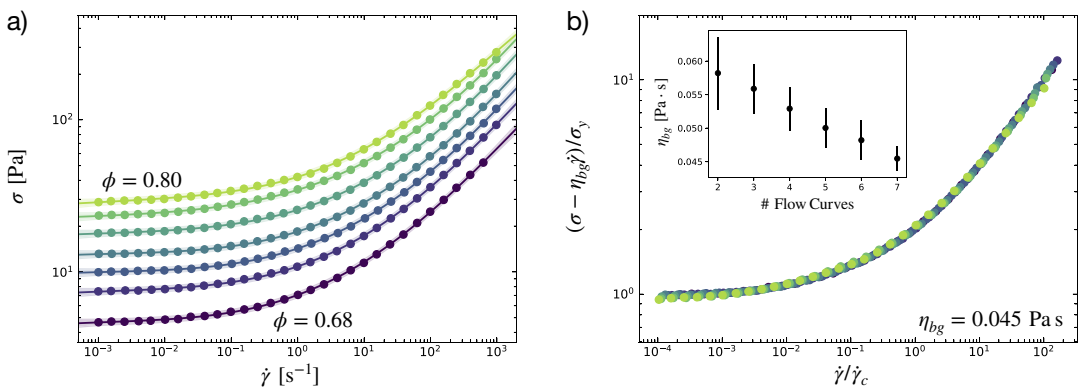 a)
σ [Pa]
10²
10¹
ϕ = 0.80
ϕ = 0.68
10⁻³ 10⁻² 10⁻¹ 10⁰ 10¹ 10² 10³
γ̇ [s⁻¹]
b)
(σ − η_bg γ̇)/σ_y
10¹
10⁰
η_bg [Pa · s]
0.060
0.055
0.050
0.045
2 3 4 5 6 7
# Flow Curves
η_bg = 0.045 Pa s
10⁻⁴ 10⁻³ 10⁻² 10⁻¹ 10⁰ 10¹ 10²
γ̇/γ̇_c